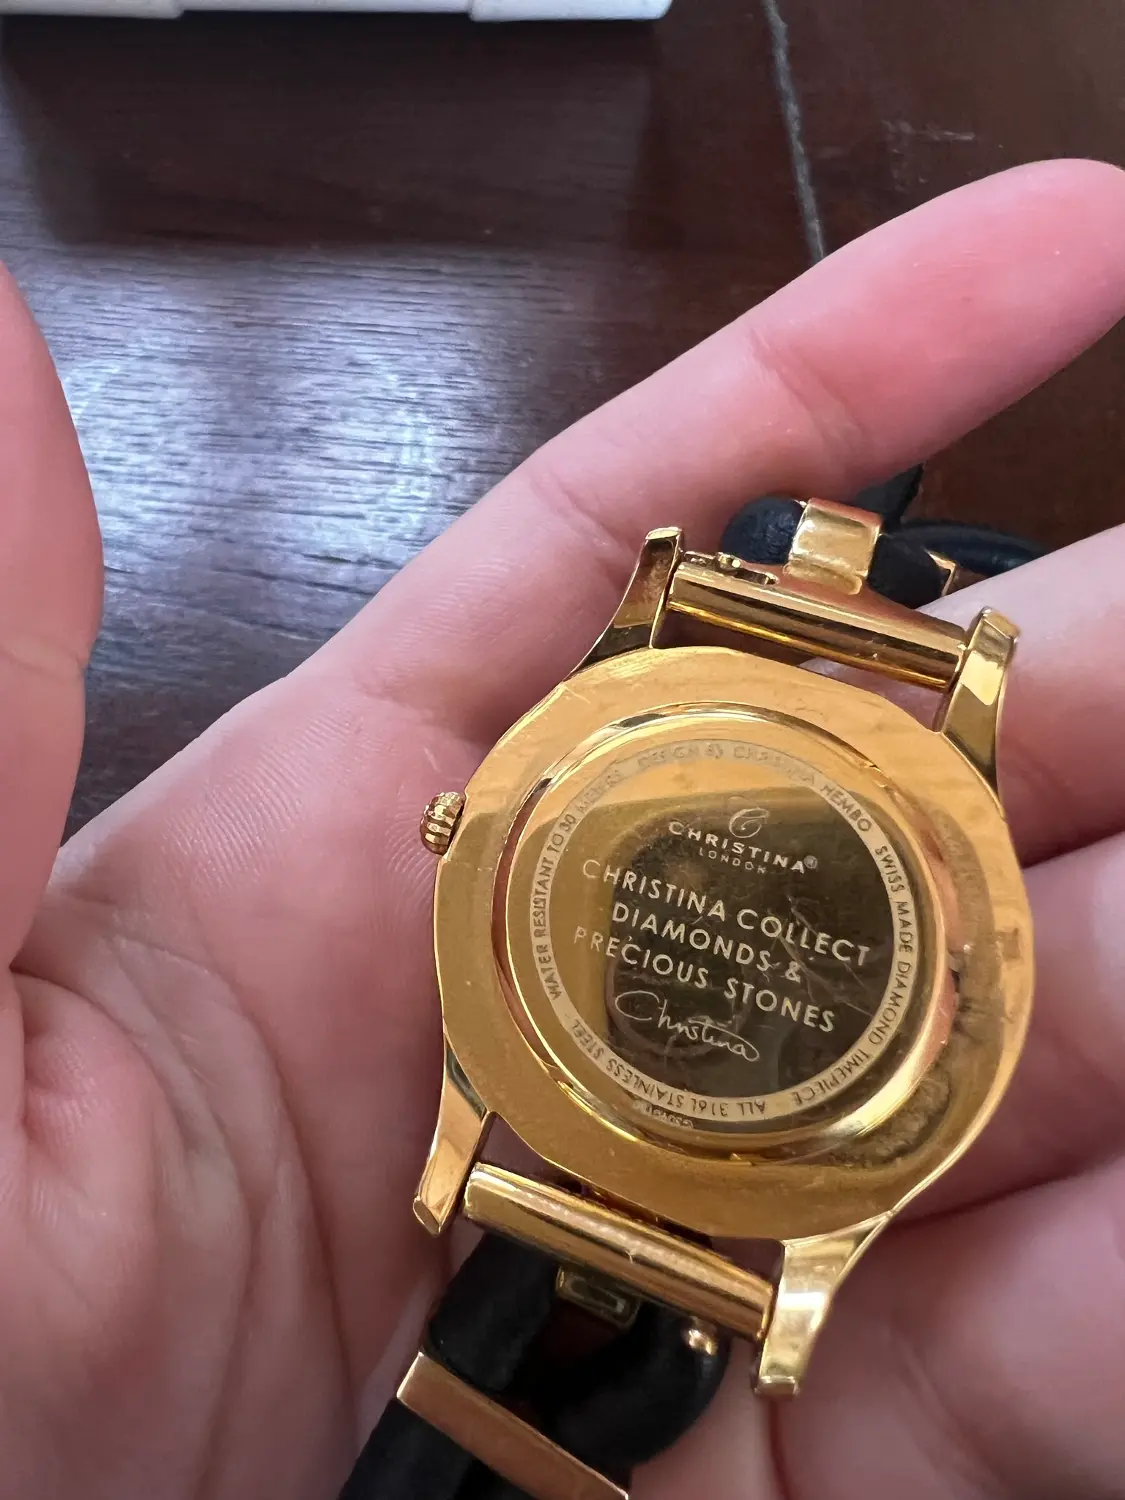 C
CHRISTINA®
LONDON
CHRISTINA COLLECT
DIAMONDS &
PRECIOUS STONES
Christina
DESIGN BY CHRISTINA HEMBO SWISS MADE DIAMOND TIMEPIECE ALL 316L STAINLESS STEEL WATER RESISTANT TO 30 METERS